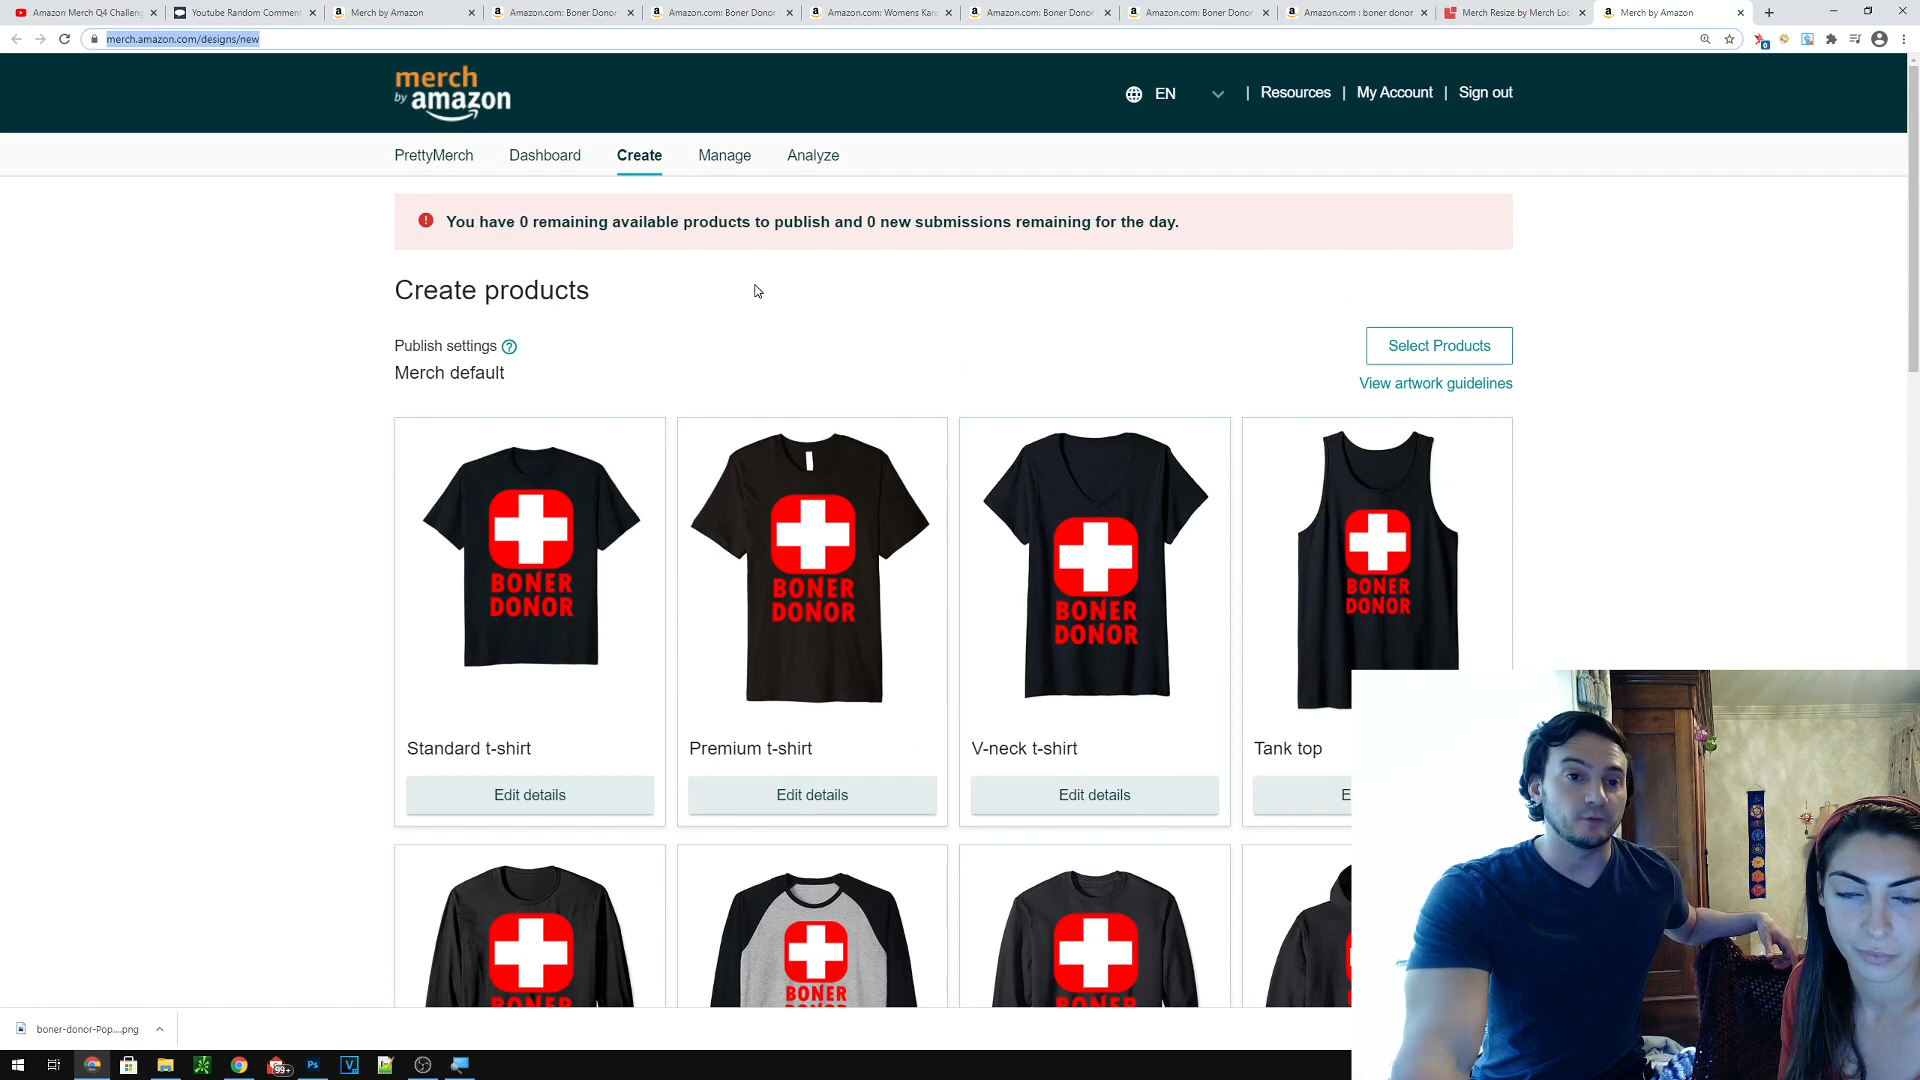 Amazon Merch Q4 Challeng
Youtube Random Comment
Merch by Amazon
Amazon.com: Boner Donor
Amazon.com: Boner Donor
Amazon.com: Womens Kar
Amazon.com: Boner Donor
Amazon.com: Boner Donor
Amazon.com : boner donor
Merch Resize by Merch Loc
Merch by Amazon
merch.amazon.com/designs/new
merch
by amazon
EN
| Resources | My Account | Sign out
PrettyMerch
Dashboard
Create
Manage
Analyze
You have 0 remaining available products to publish and 0 new submissions remaining for the day.
Create products
Publish settings
Merch default
Select Products
View artwork guidelines
BONER
DONOR
BONER
DONOR
BONER
DONOR
BONER
DONOR
Standard t-shirt
Premium t-shirt
V-neck t-shirt
Tank top
Edit details
Edit details
Edit details
E
BONER
BONER
BONER
boner-donor-Pop....png
99+
Ps